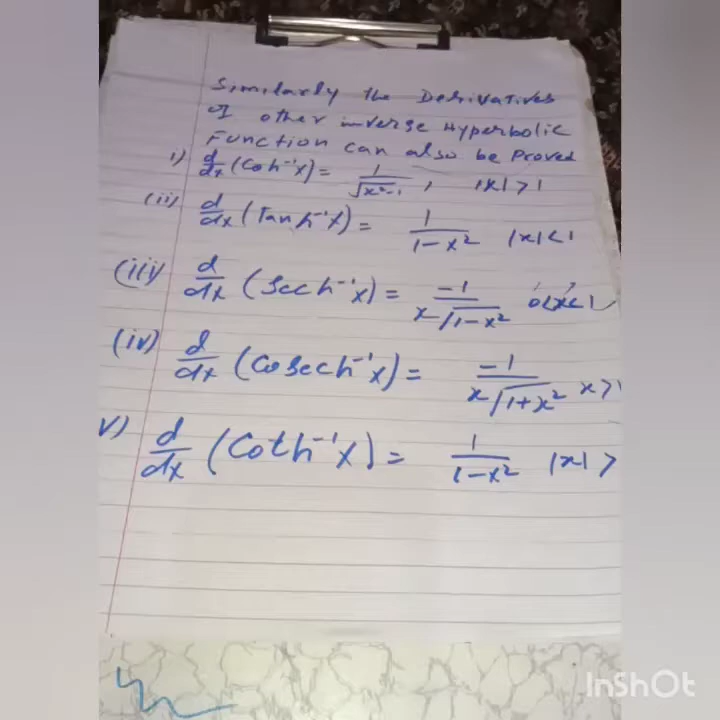 Similarly the Derivatives
of other inverse Hyperbolic
Function can also be Proved
i) d/dx (Coh⁻¹x) = 1/√(x²-1), |x| > 1
(ii) d/dx (Tanh⁻¹x) = 1/(1-x²) |x| < 1
(iii) d/dx (Sech⁻¹x) = -1/(x√(1-x²)) 0<x<1
(iv) d/dx (Cosech⁻¹x) = -1/(x√(1+x²)) x >
v) d/dx (Coth⁻¹x) = 1/(1-x²) |x| >
InShOt